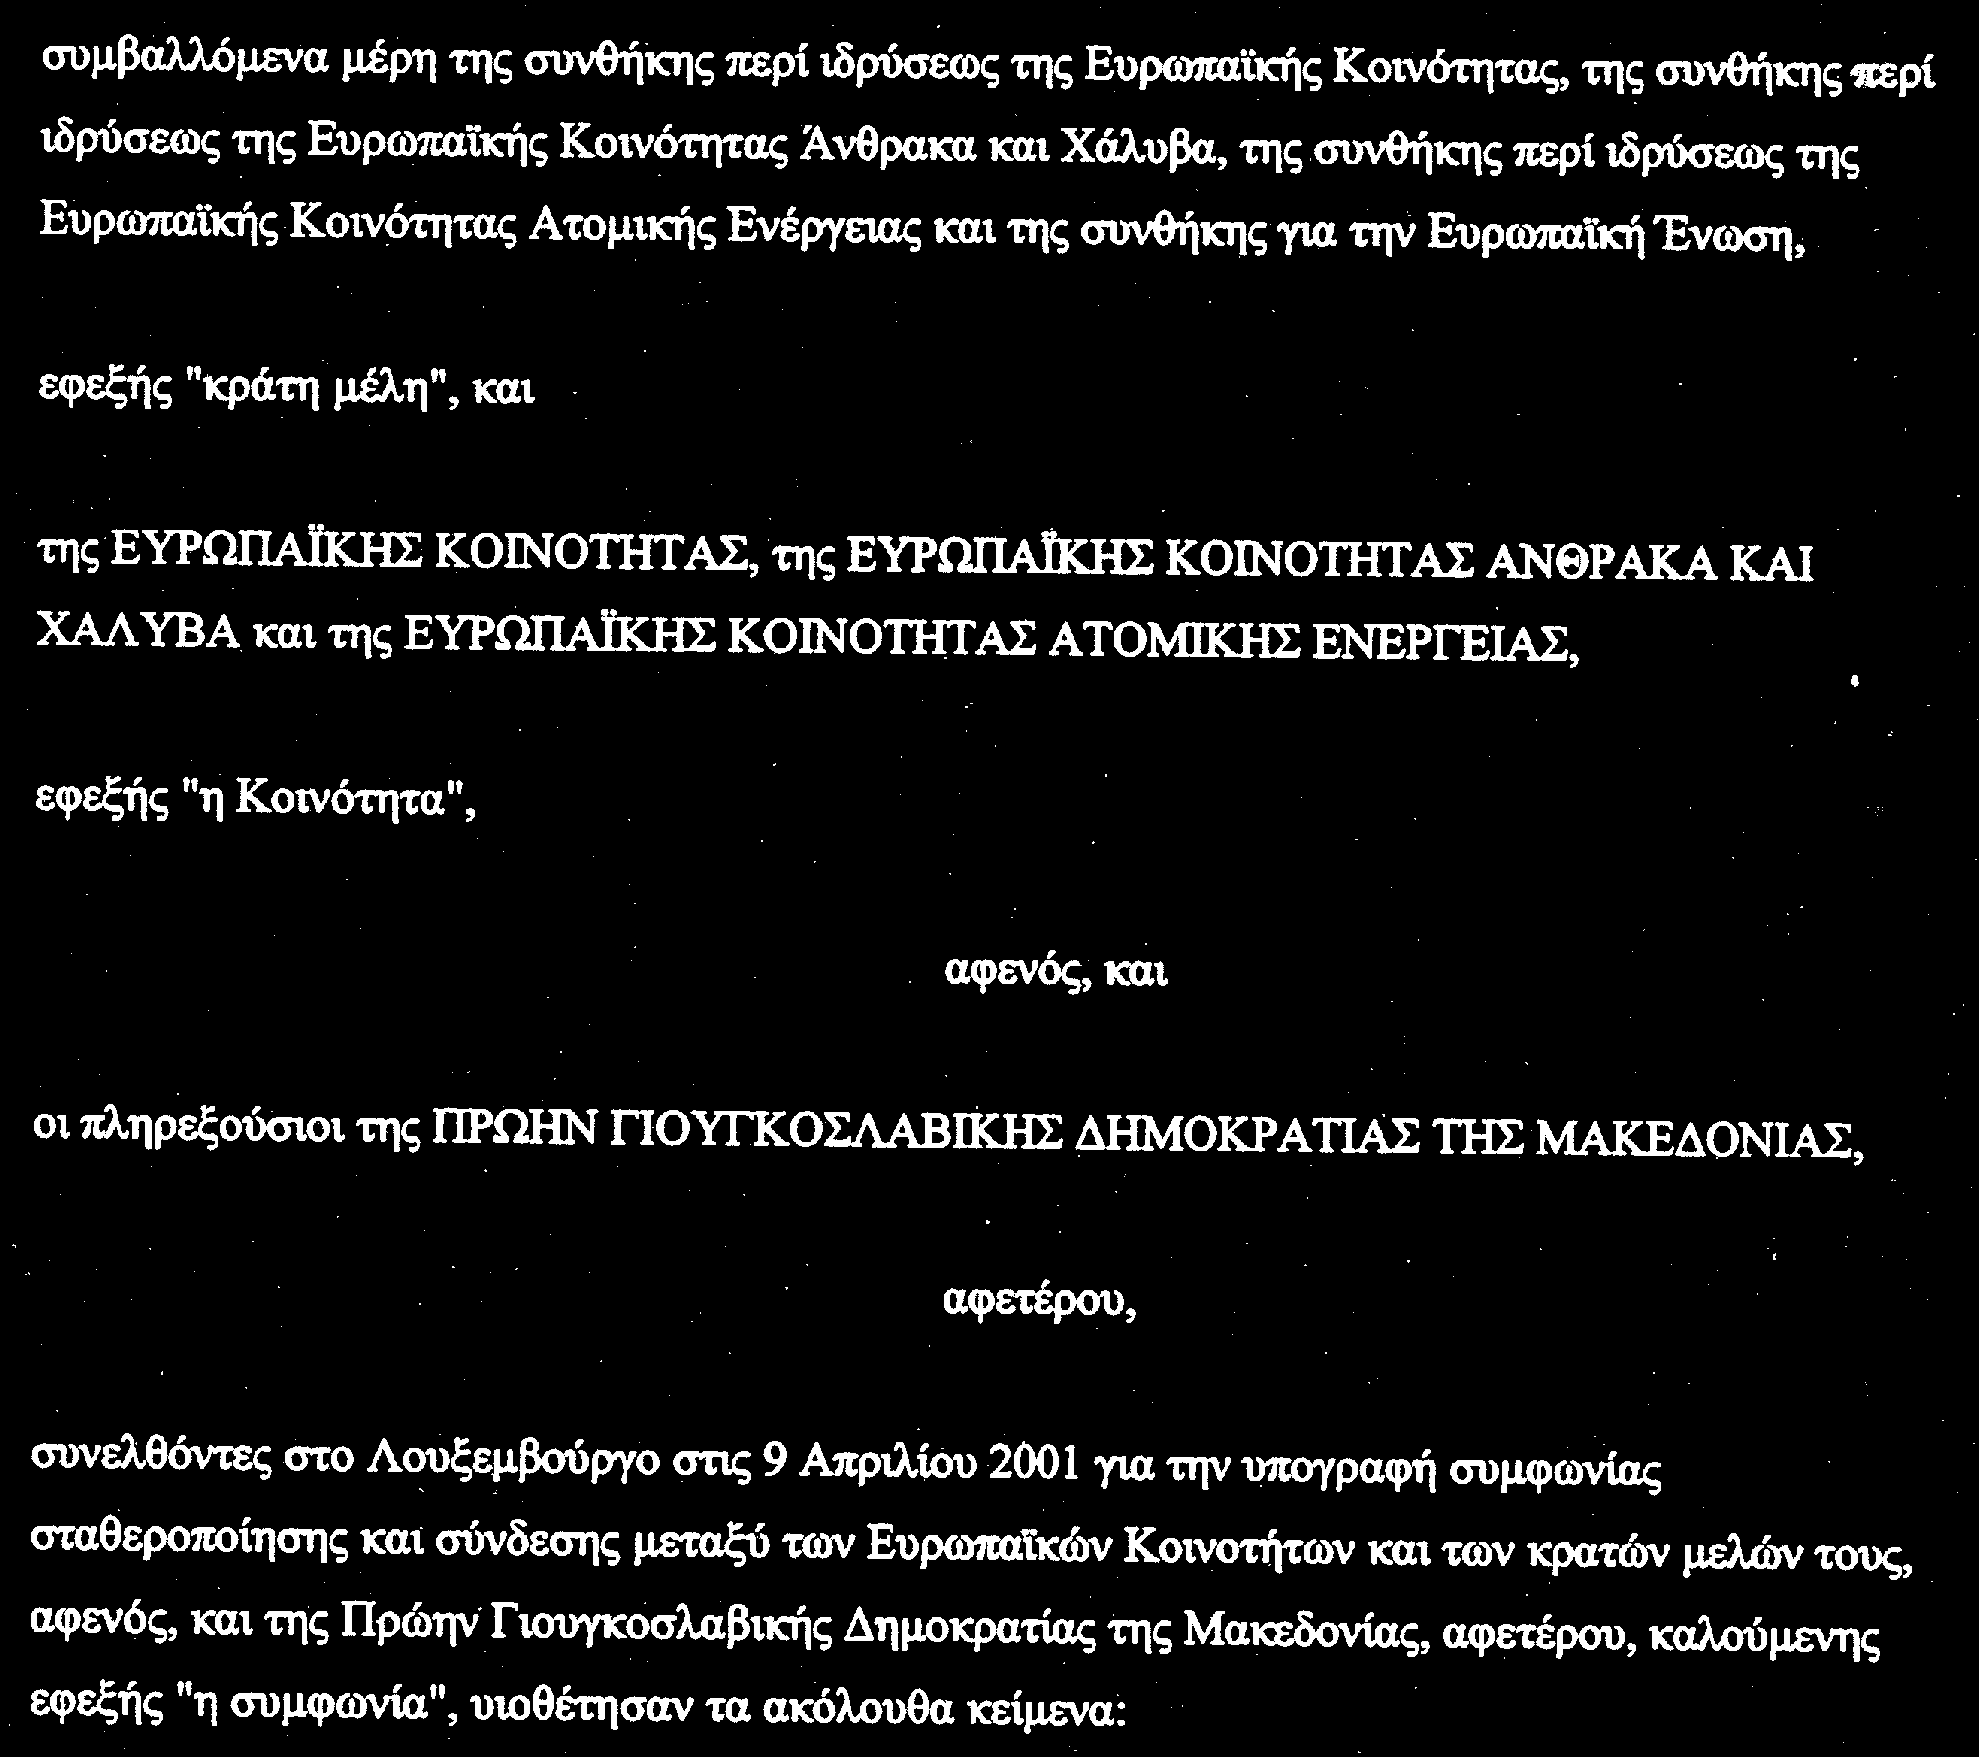 συμβαλλόμενα μέρη της συνθήκης περί ιδρύσεως της Ευρωπαϊκής Κοινότητας, της συνθήκης περί
ιδρύσεως της Ευρωπαϊκής Κοινότητας Άνθρακα και Χάλυβα, της συνθήκης περί ιδρύσεως της
Ευρωπαϊκής Κοινότητας Ατομικής Ενέργειας και της συνθήκης για την Ευρωπαϊκή Ένωση,
εφεξής "κράτη μέλη", και
της ΕΥΡΩΠΑΪΚΗΣ ΚΟΙΝΟΤΗΤΑΣ, της ΕΥΡΩΠΑΪΚΗΣ ΚΟΙΝΟΤΗΤΑΣ ΑΝΘΡΑΚΑ ΚΑΙ
ΧΑΛΥΒΑ και της ΕΥΡΩΠΑΪΚΗΣ ΚΟΙΝΟΤΗΤΑΣ ΑΤΟΜΙΚΗΣ ΕΝΕΡΓΕΙΑΣ,
εφεξής "η Κοινότητα",
αφενός, και
οι πληρεξούσιοι της ΠΡΩΗΝ ΓΙΟΥΓΚΟΣΛΑΒΙΚΗΣ ΔΗΜΟΚΡΑΤΙΑΣ ΤΗΣ ΜΑΚΕΔΟΝΙΑΣ,
αφετέρου,
συνελθόντες στο Λουξεμβούργο στις 9 Απριλίου 2001 για την υπογραφή συμφωνίας
σταθεροποίησης και σύνδεσης μεταξύ των Ευρωπαϊκών Κοινοτήτων και των κρατών μελών τους,
αφενός, και της Πρώην Γιουγκοσλαβικής Δημοκρατίας της Μακεδονίας, αφετέρου, καλούμενης
εφεξής "η συμφωνία", υιοθέτησαν τα ακόλουθα κείμενα: